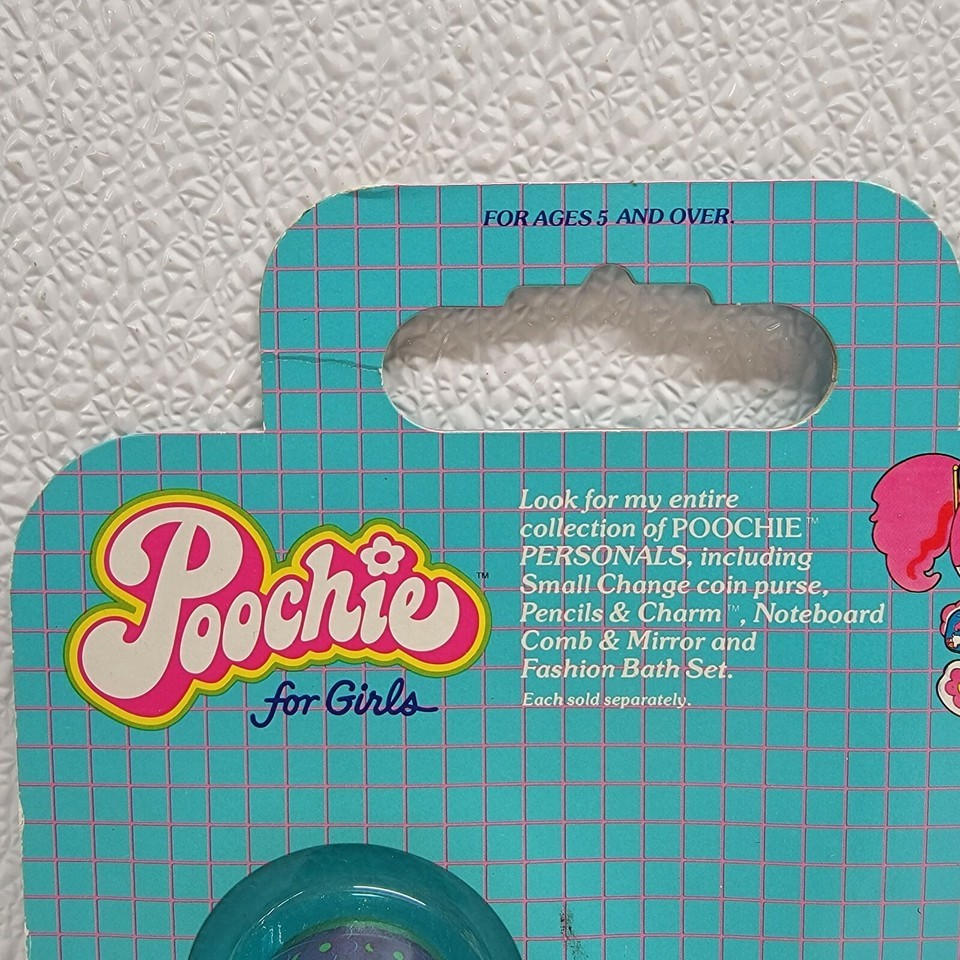 FOR AGES 5 AND OVER.
Poochie™
for Girls
Look for my entire
collection of POOCHIE™
PERSONALS, including
Small Change coin purse,
Pencils & Charm™, Noteboard
Comb & Mirror and
Fashion Bath Set.
Each sold separately.